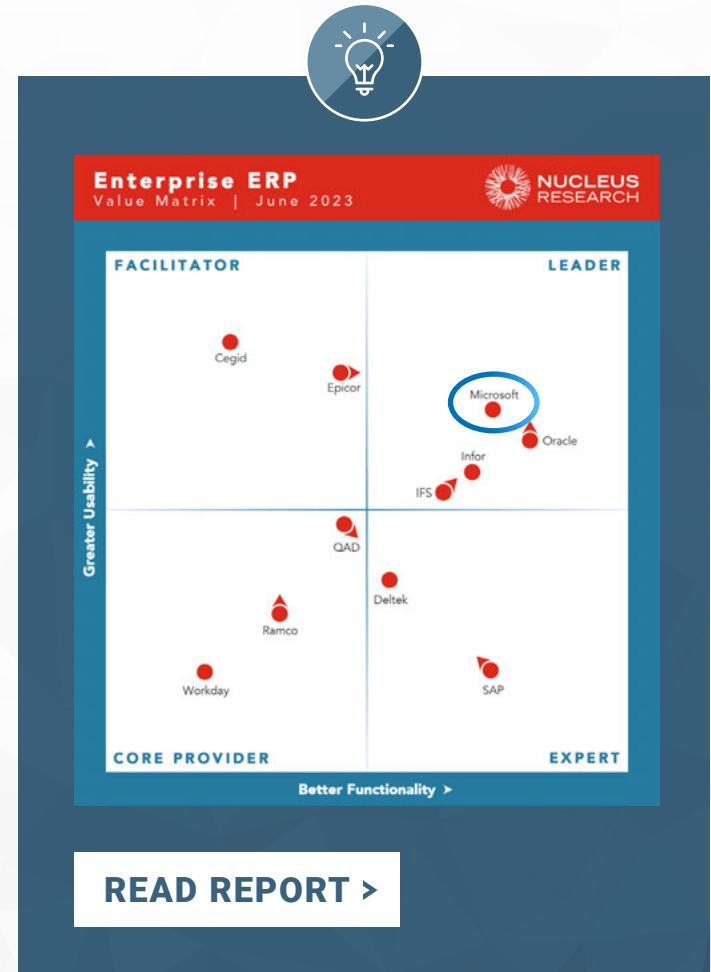 Enterprise ERP
Value Matrix | June 2023
NUCLEUS
RESEARCH
FACILITATOR
LEADER
Cegid
Epicor
Microsoft
Oracle
Infor
IFS
Greater Usability >
QAD
Deltek
Ramco
Workday
SAP
CORE PROVIDER
EXPERT
Better Functionality >
READ REPORT >